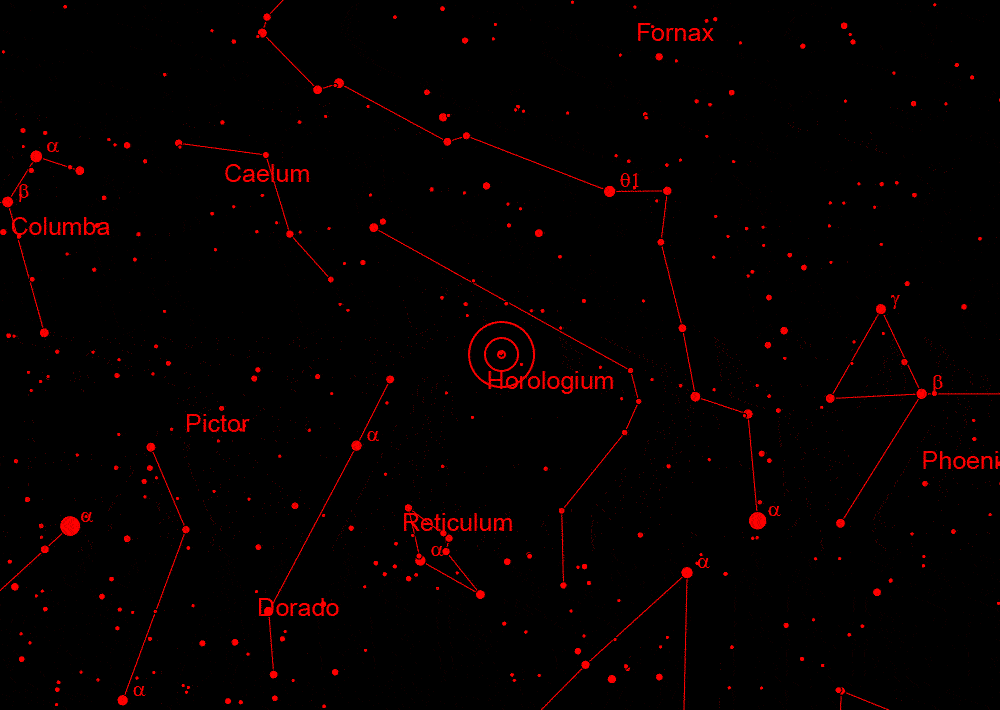 Fornax
α
Caelum
θ1
β
Columba
γ
Horologium
β
Pictor
α
Phoeni
α
α
Reticulum
α
α
Dorado
α